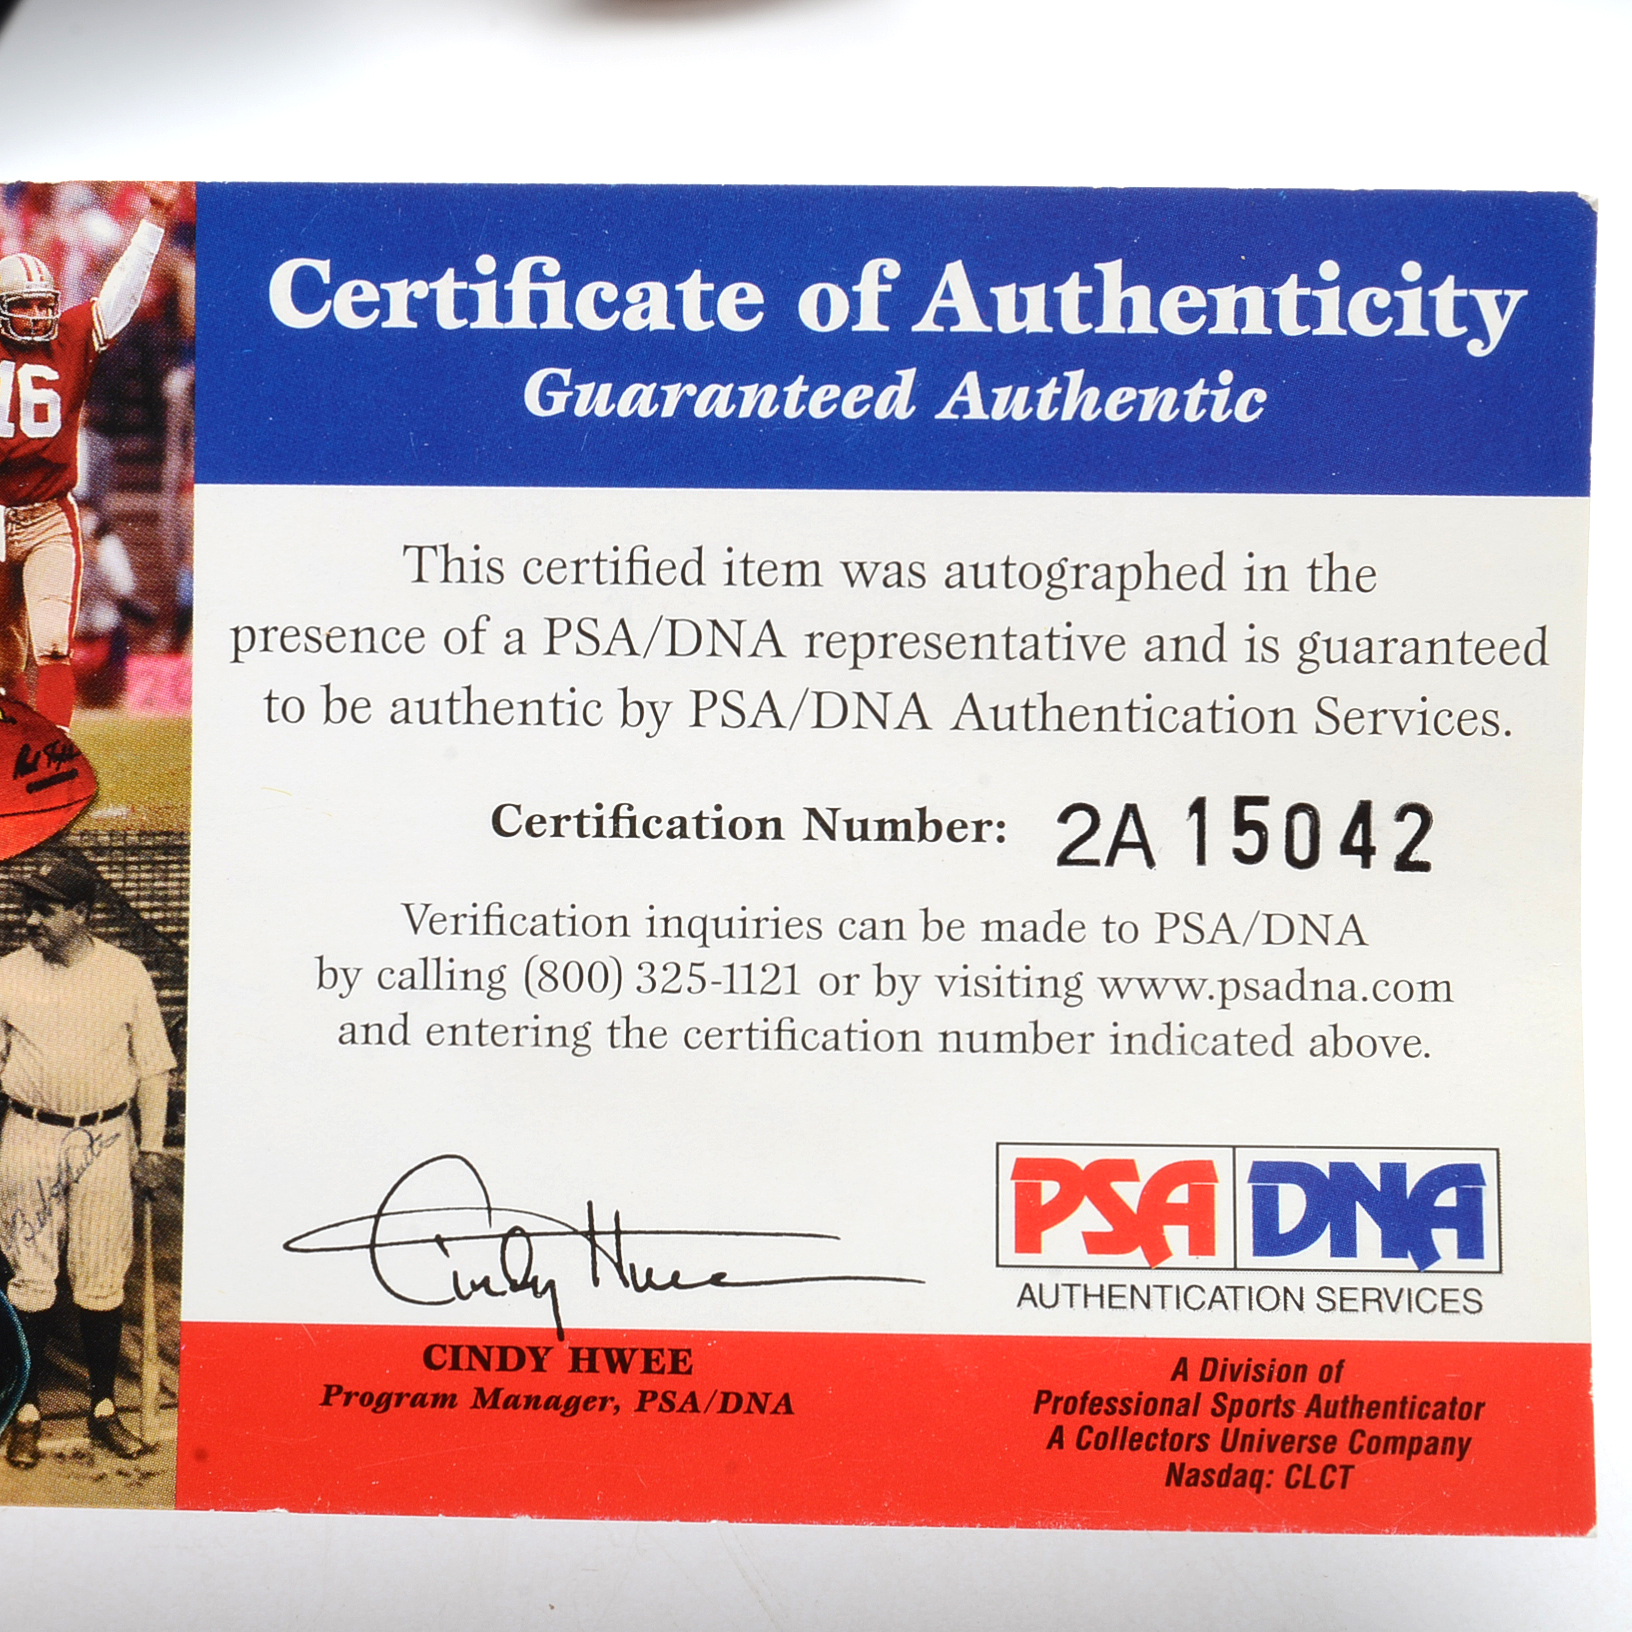 Certificate of Authenticity
Guaranteed Authentic
This certified item was autographed in the
presence of a PSA/DNA representative and is guaranteed
to be authentic by PSA/DNA Authentication Services.
Certification Number: 2A15042
Verification inquiries can be made to PSA/DNA
by calling (800) 325-1121 or by visiting www.psadna.com
and entering the certification number indicated above.
Cindy Hwee
CINDY HWEE
Program Manager, PSA/DNA
PSA DNA
AUTHENTICATION SERVICES
A Division of
Professional Sports Authenticator
A Collectors Universe Company
Nasdaq: CLCT
16